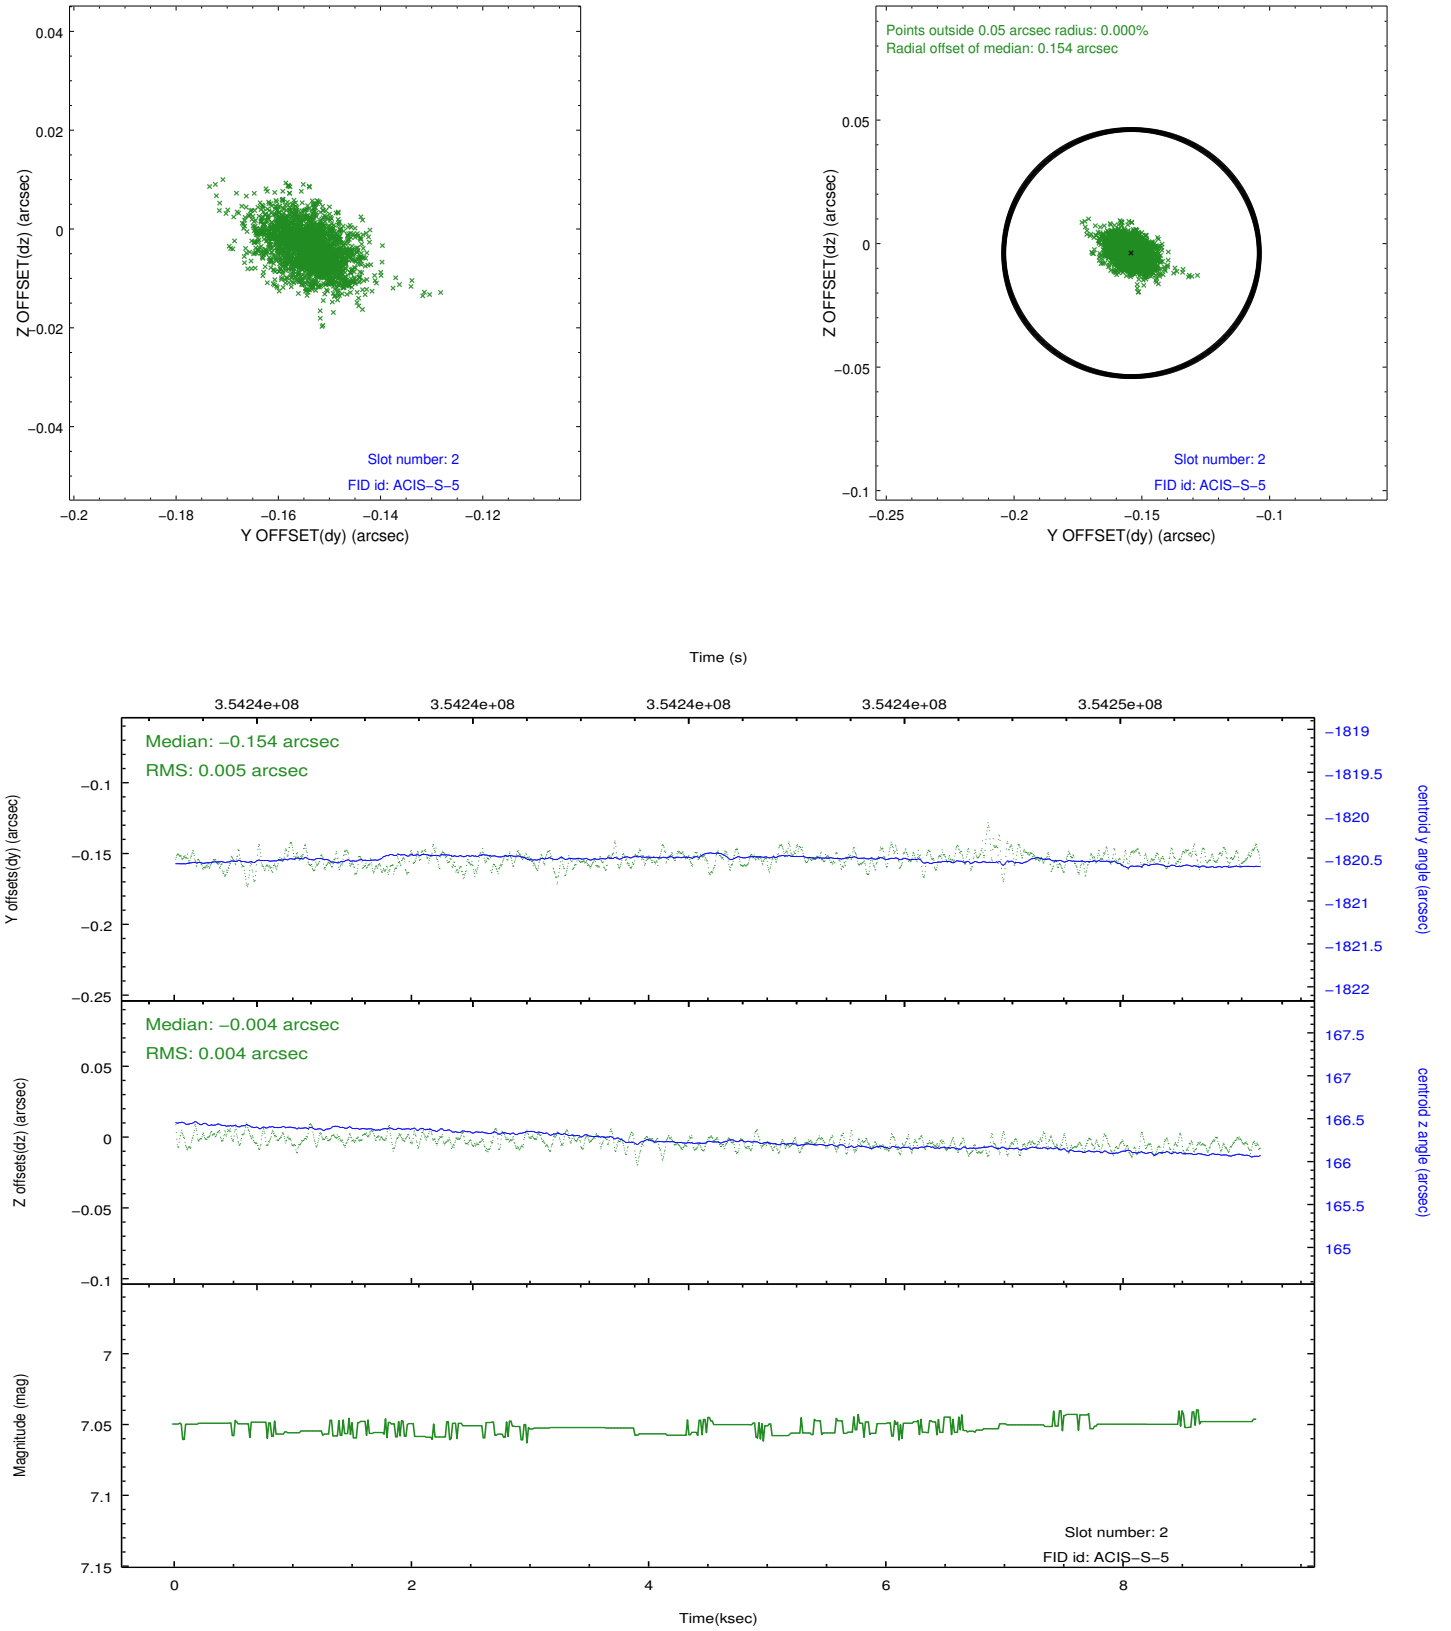 0.04
0.02
0
−0.02
−0.04
Z OFFSET(dz) (arcsec)
Slot number: 2
FID id: ACIS−S−5
−0.2
−0.18
−0.16
−0.14
−0.12
Y OFFSET(dy) (arcsec)
Points outside 0.05 arcsec radius: 0.000%
Radial offset of median: 0.154 arcsec
0.05
0
−0.05
−0.1
Z OFFSET(dz) (arcsec)
Slot number: 2
FID id: ACIS−S−5
−0.25
−0.2
−0.15
−0.1
Y OFFSET(dy) (arcsec)
Time (s)
3.5424e+08
3.5424e+08
3.5424e+08
3.5424e+08
3.5425e+08
Median: −0.154 arcsec
RMS: 0.005 arcsec
−0.1
−0.15
−0.2
−0.25
Y offsets(dy) (arcsec)
−1819
−1819.5
−1820
−1820.5
−1821
−1821.5
−1822
centroid y angle (arcsec)
Median: −0.004 arcsec
RMS: 0.004 arcsec
0.05
0
−0.05
−0.1
Z offsets(dz) (arcsec)
167.5
167
166.5
166
165.5
165
centroid z angle (arcsec)
7
7.05
7.1
7.15
Magnitude (mag)
Slot number: 2
FID id: ACIS−S−5
0
2
4
6
8
Time(ksec)